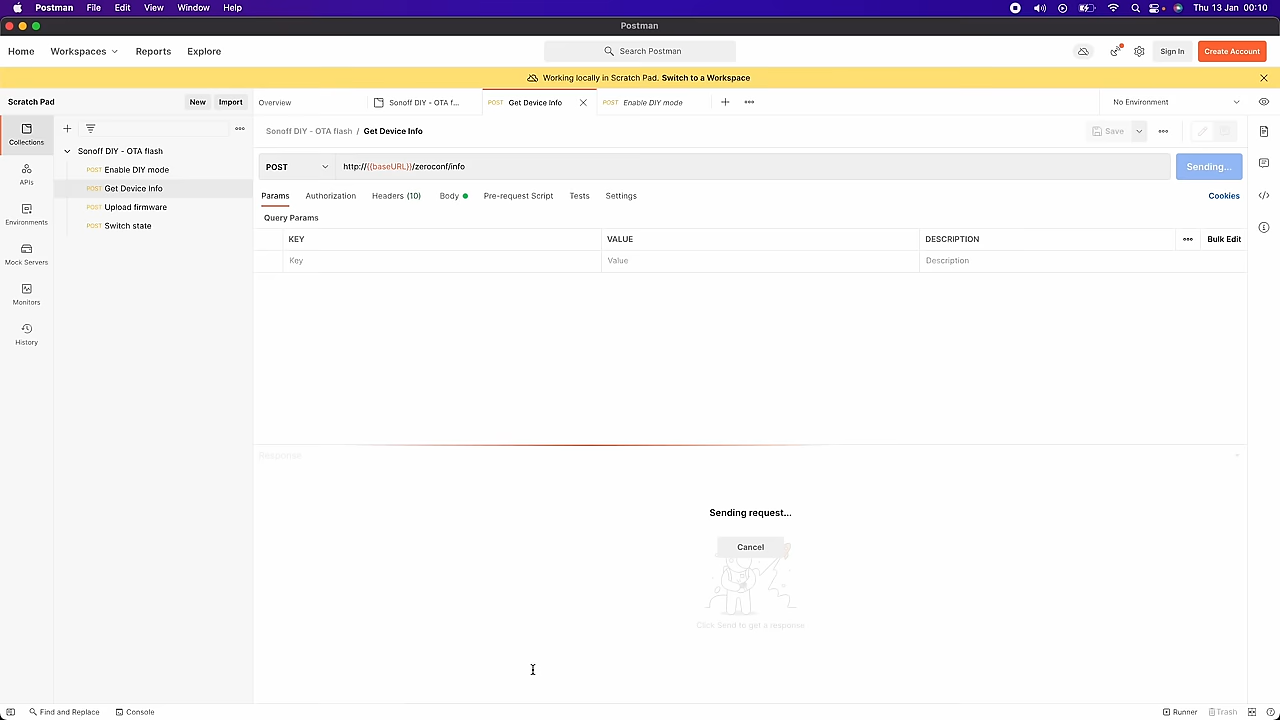 Postman File Edit View Window Help Thu 13 Jan 00:10
Postman
Home Workspaces Reports Explore Search Postman Sign In Create Account
Working locally in Scratch Pad. Switch to a Workspace
Scratch Pad New Import Overview Sonoff DIY - OTA f... POST Get Device Info POST Enable DIY mode No Environment
Sonoff DIY - OTA flash / Get Device Info Save
Collections
Sonoff DIY - OTA flash
POST Enable DIY mode
POST Get Device Info
POST Upload firmware
POST Switch state
APIs
Environments
Mock Servers
Monitors
History
POST http://{{baseURL}}/zeroconf/info Sending...
Params Authorization Headers (10) Body Pre-request Script Tests Settings Cookies
Query Params
KEY VALUE DESCRIPTION Bulk Edit
Key Value Description
Response
Sending request...
Cancel
Click Send to get a response
Find and Replace Console Runner Trash